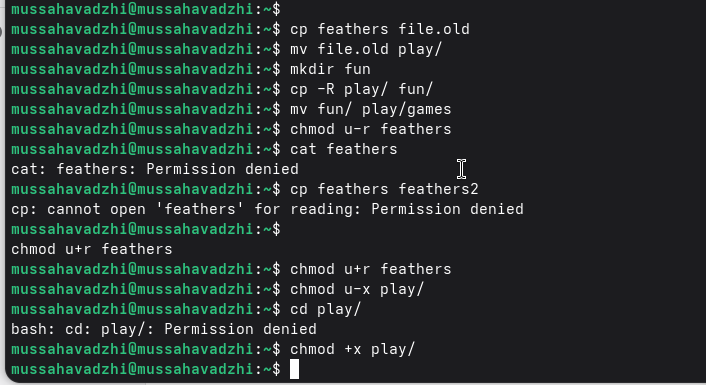 mussahavadzhi@mussahavadzhi:~$
mussahavadzhi@mussahavadzhi:~$ cp feathers file.old
mussahavadzhi@mussahavadzhi:~$ mv file.old play/
mussahavadzhi@mussahavadzhi:~$ mkdir fun
mussahavadzhi@mussahavadzhi:~$ cp -R play/ fun/
mussahavadzhi@mussahavadzhi:~$ mv fun/ play/games
mussahavadzhi@mussahavadzhi:~$ chmod u-r feathers
mussahavadzhi@mussahavadzhi:~$ cat feathers
cat: feathers: Permission denied
mussahavadzhi@mussahavadzhi:~$ cp feathers feathers2
cp: cannot open 'feathers' for reading: Permission denied
mussahavadzhi@mussahavadzhi:~$
chmod u+r feathers
mussahavadzhi@mussahavadzhi:~$ chmod u+r feathers
mussahavadzhi@mussahavadzhi:~$ chmod u-x play/
mussahavadzhi@mussahavadzhi:~$ cd play/
bash: cd: play/: Permission denied
mussahavadzhi@mussahavadzhi:~$ chmod +x play/
mussahavadzhi@mussahavadzhi:~$